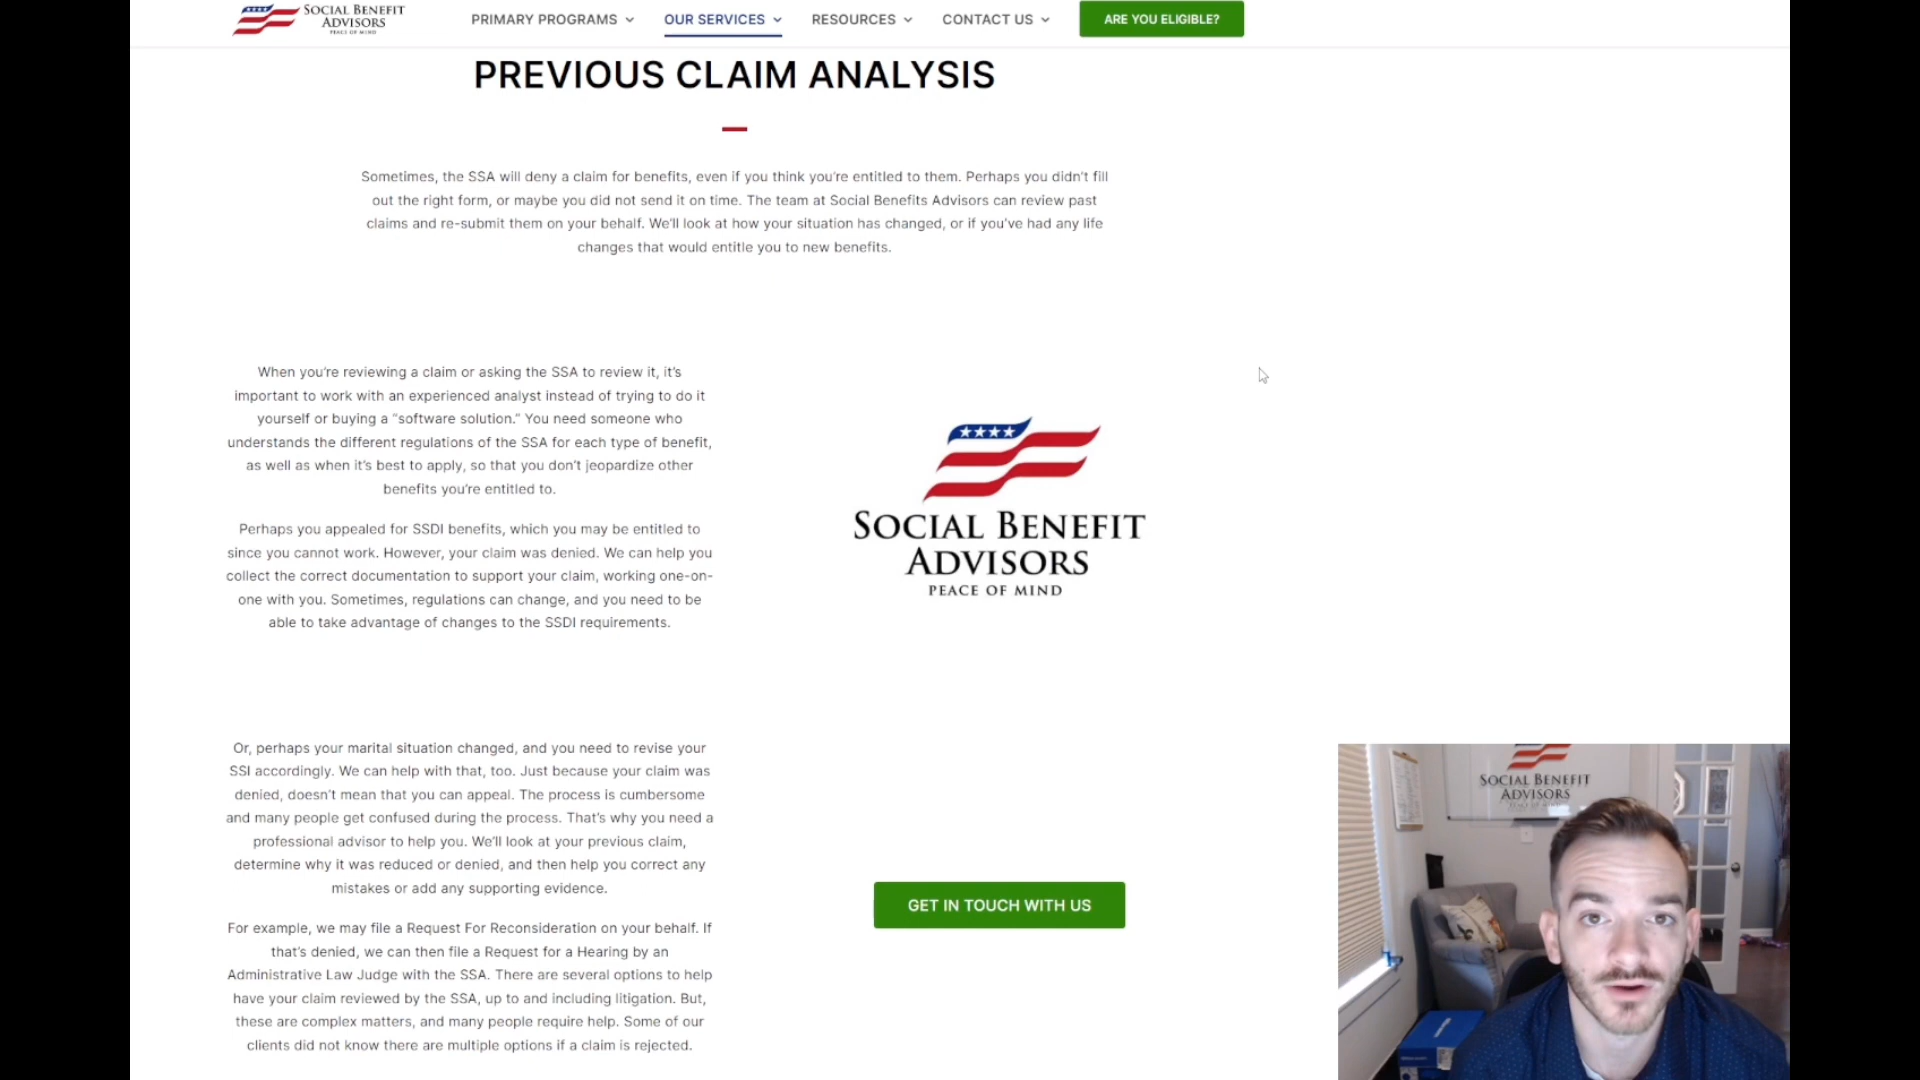 SOCIAL BENEFIT
ADVISORS
PEACE OF MIND
PRIMARY PROGRAMS
OUR SERVICES
RESOURCES
CONTACT US
ARE YOU ELIGIBLE?
PREVIOUS CLAIM ANALYSIS
Sometimes, the SSA will deny a claim for benefits, even if you think you’re entitled to them. Perhaps you didn’t fill
out the right form, or maybe you did not send it on time. The team at Social Benefits Advisors can review past
claims and re-submit them on your behalf. We’ll look at how your situation has changed, or if you’ve had any life
changes that would entitle you to new benefits.
When you’re reviewing a claim or asking the SSA to review it, it’s
important to work with an experienced analyst instead of trying to do it
yourself or buying a “software solution.” You need someone who
understands the different regulations of the SSA for each type of benefit,
as well as when it’s best to apply, so that you don’t jeopardize other
benefits you’re entitled to.
Perhaps you appealed for SSDI benefits, which you may be entitled to
since you cannot work. However, your claim was denied. We can help you
collect the correct documentation to support your claim, working one-on-
one with you. Sometimes, regulations can change, and you need to be
able to take advantage of changes to the SSDI requirements.
SOCIAL BENEFIT
ADVISORS
PEACE OF MIND
Or, perhaps your marital situation changed, and you need to revise your
SSI accordingly. We can help with that, too. Just because your claim was
denied, doesn’t mean that you can appeal. The process is cumbersome
and many people get confused during the process. That’s why you need a
professional advisor to help you. We’ll look at your previous claim,
determine why it was reduced or denied, and then help you correct any
mistakes or add any supporting evidence.
For example, we may file a Request For Reconsideration on your behalf. If
that’s denied, we can then file a Request for a Hearing by an
Administrative Law Judge with the SSA. There are several options to help
have your claim reviewed by the SSA, up to and including litigation. But,
these are complex matters, and many people require help. Some of our
clients did not know there are multiple options if a claim is rejected.
GET IN TOUCH WITH US
SOCIAL BENEFIT
ADVISORS
PEACE OF MIND